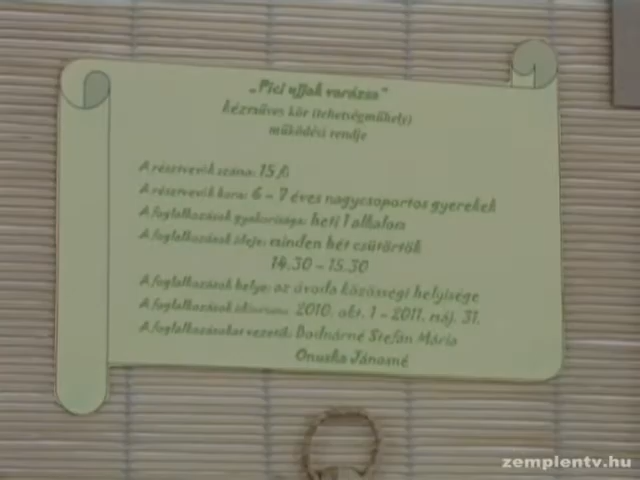 „Pici ujjak varázsa"
kézműves kör (tehetségműhely)
működési rendje
A résztvevők száma: 15 fő
A résztvevők kora: 6 – 7 éves nagycsoportos gyerekek
A foglalkozások gyakorisága: heti 1 alkalom
A foglalkozások ideje: minden hét csütörtök
14.30 – 15.30
A foglalkozások helye: az óvoda közösségi helyisége
A foglalkozások időtartama: 2010. okt. 1 – 2011. máj. 31.
A foglalkozásokat vezetik: Bodnárné Stefán Mária
Onuska Jánosné
zemplentv.hu